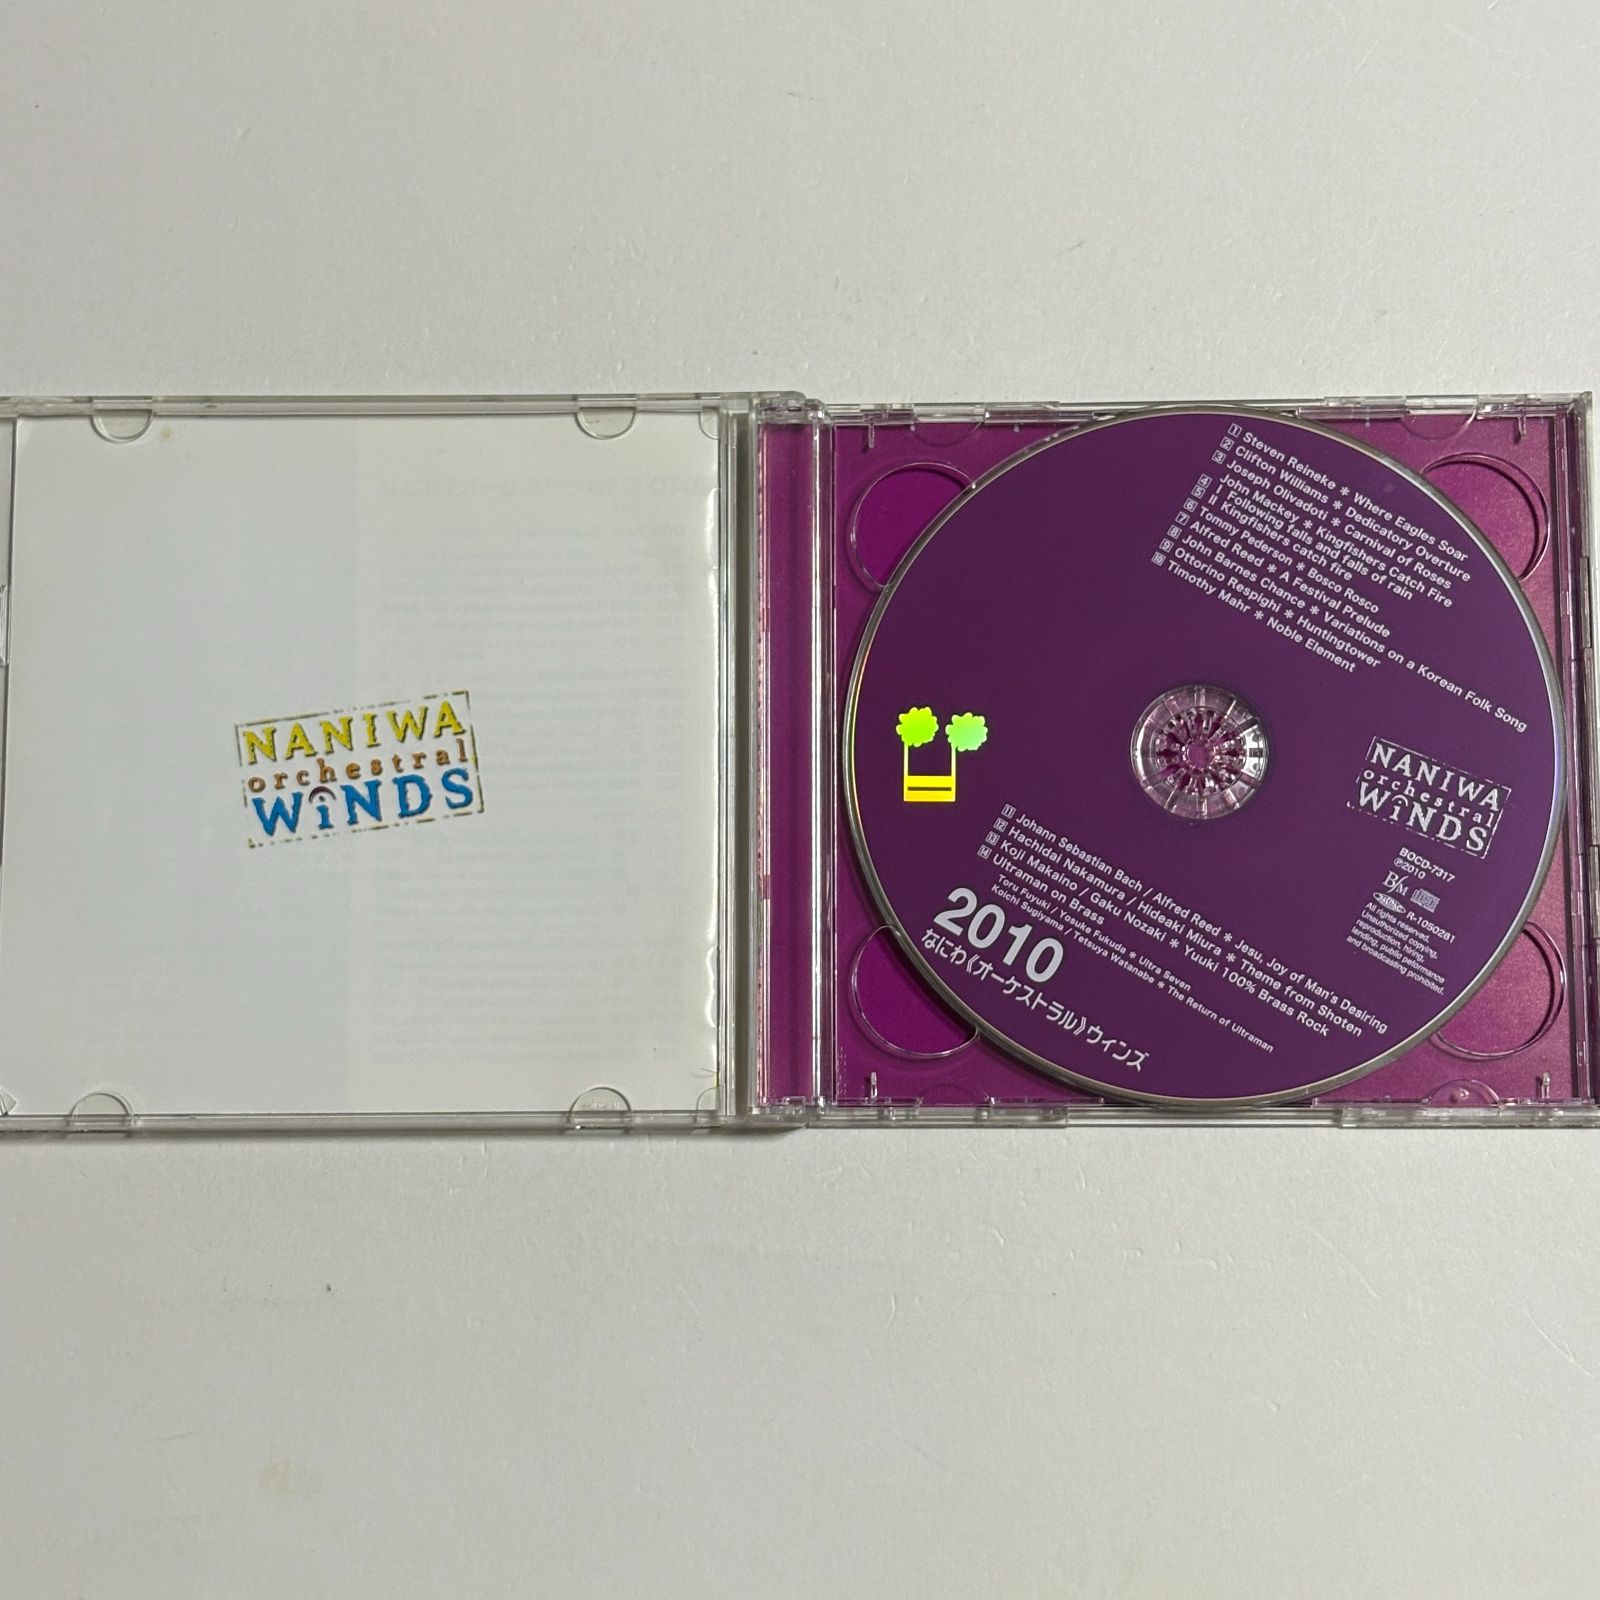 NANIWA
orchestral
WiNDS
1 Steven Reineke * Where Eagles Soar
2 Clifton Williams * Dedicatory Overture
3 Joseph Olivadoti * Carnival of Roses
John Mackey * Kingfishers Catch Fire
4 I Following falls and falls of rain
5 II Kingfishers catch fire
6 Tommy Pederson * Bosco Rosco
7 Alfred Reed * A Festival Prelude
8 John Barnes Chance * Variations on a Korean Folk Song
9 Ottorino Respighi * Huntingtower
10 Timothy Mahr * Noble Element
NANIWA
orchestral
WiNDS
BOCD-7317
℗2010
R-1050261
All rights reserved.
Unauthorized copying,
reproduction, hiring,
lending, public peformance
and broadcasting prohibited.
11 Johann Sebastian Bach / Alfred Reed * Jesu, Joy of Man's Desiring
12 Hachidai Nakamura / Hideaki Miura * Theme from Shoten
13 Koji Makaino / Gaku Nozaki * Yuuki 100% Brass Rock
14 Ultraman on Brass
Toru Fuyuki / Yosuke Fukuda * Ultra Seven
Koichi Sugiyama / Tetsuya Watanabe * The Return of Ultraman
2010
なにわ《オーケストラル》ウィンズ